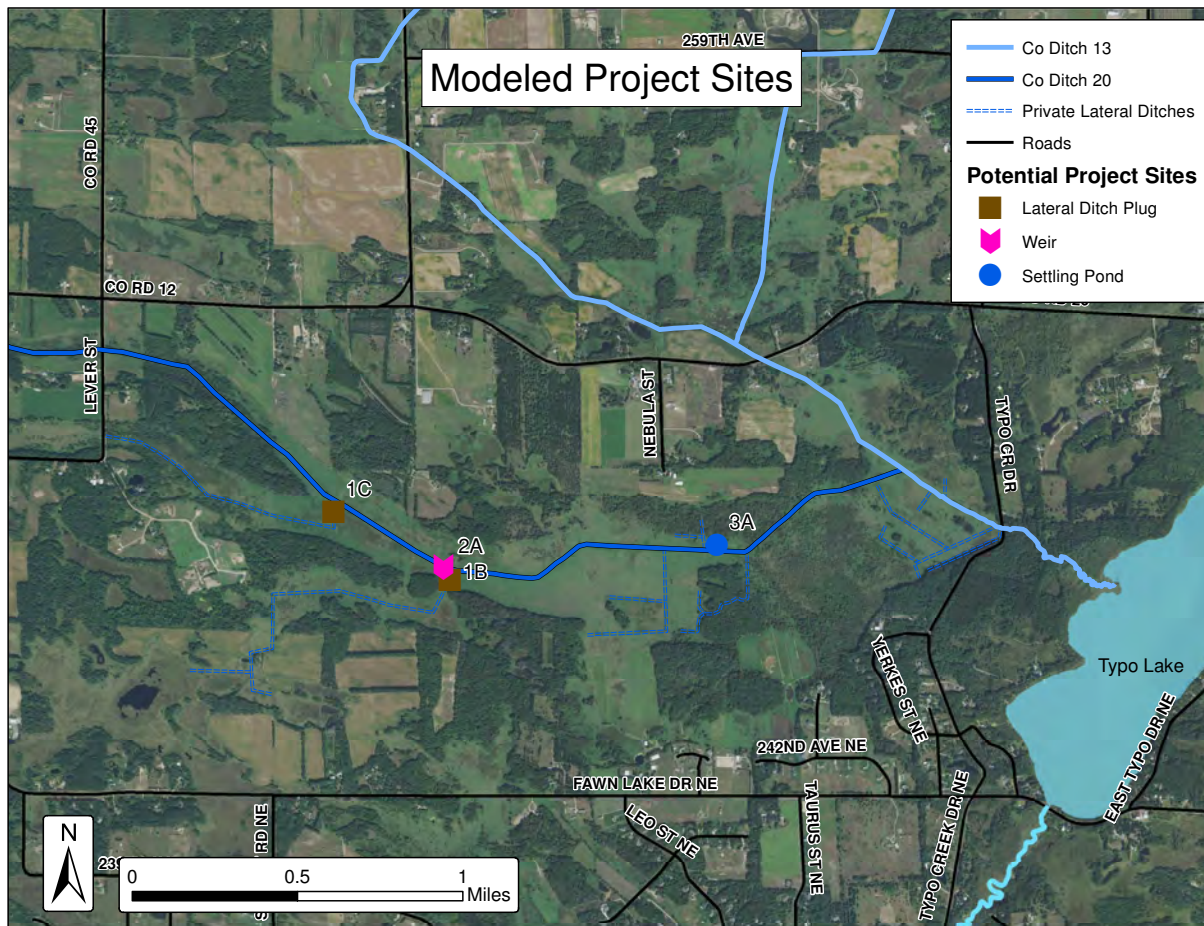 259TH AVE
Modeled Project Sites
Co Ditch 13
Co Ditch 20
Private Lateral Ditches
Roads
Potential Project Sites
Lateral Ditch Plug
Weir
Settling Pond
CO RD 45
CO RD 12
LEVER ST
NEBULA ST
TYPO CR DR
1C
2A
1B
3A
YERKES ST NE
Typo Lake
242ND AVE NE
FAWN LAKE DR NE
EAST TYPO DR NE
LEO ST NE
TAURUS ST NE
TYPO CREEK DR NE
RD NE
N
0
0.5
1
Miles